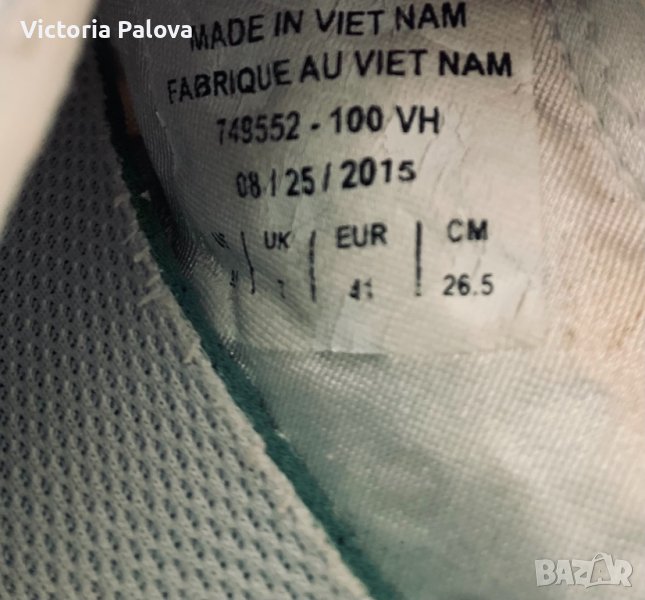 Victoria Palova
MADE IN VIET NAM
FABRIQUE AU VIET NAM
749552 - 100 VH
08 / 25 / 2015
UK EUR CM
41 26.5
BAZAR